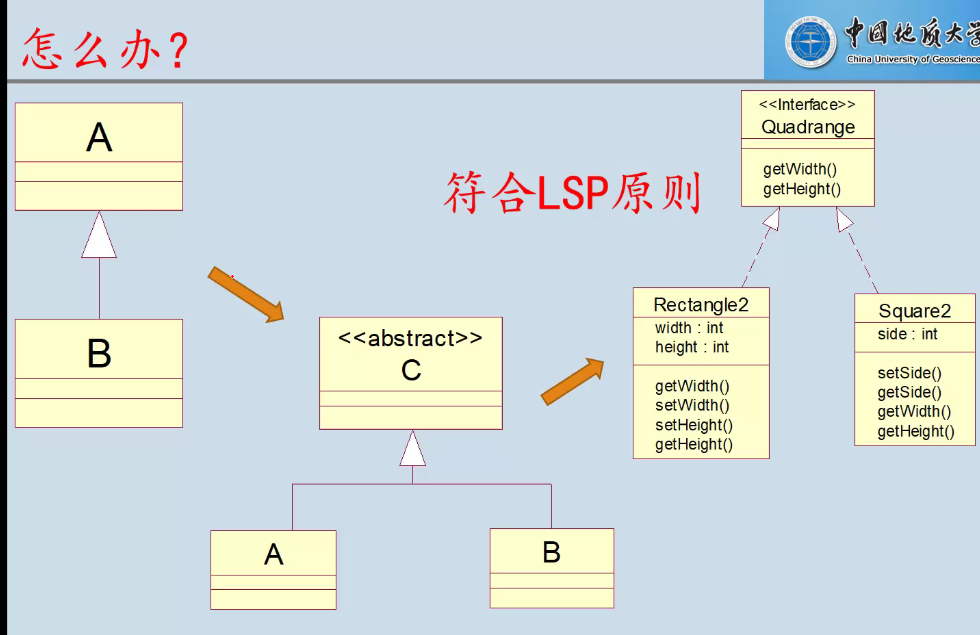 怎么办?
中国地质大学
China University of Geoscience
A
B
符合LSP原则
<<abstract>>
C
A
B
<<Interface>>
Quadrange
getWidth()
getHeight()
Rectangle2
width : int
height : int
getWidth()
setWidth()
setHeight()
getHeight()
Square2
side : int
setSide()
getSide()
getWidth()
getHeight()